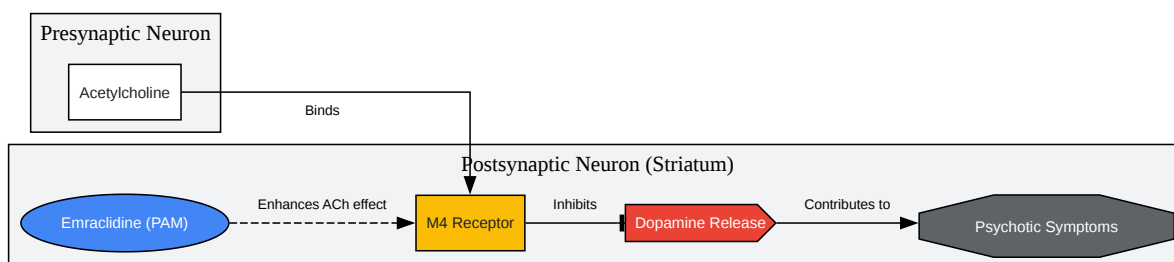 Presynaptic Neuron
Acetylcholine
Binds
Postsynaptic Neuron (Striatum)
Emraclidine (PAM)
Enhances ACh effect
M4 Receptor
Inhibits
Dopamine Release
Contributes to
Psychotic Symptoms